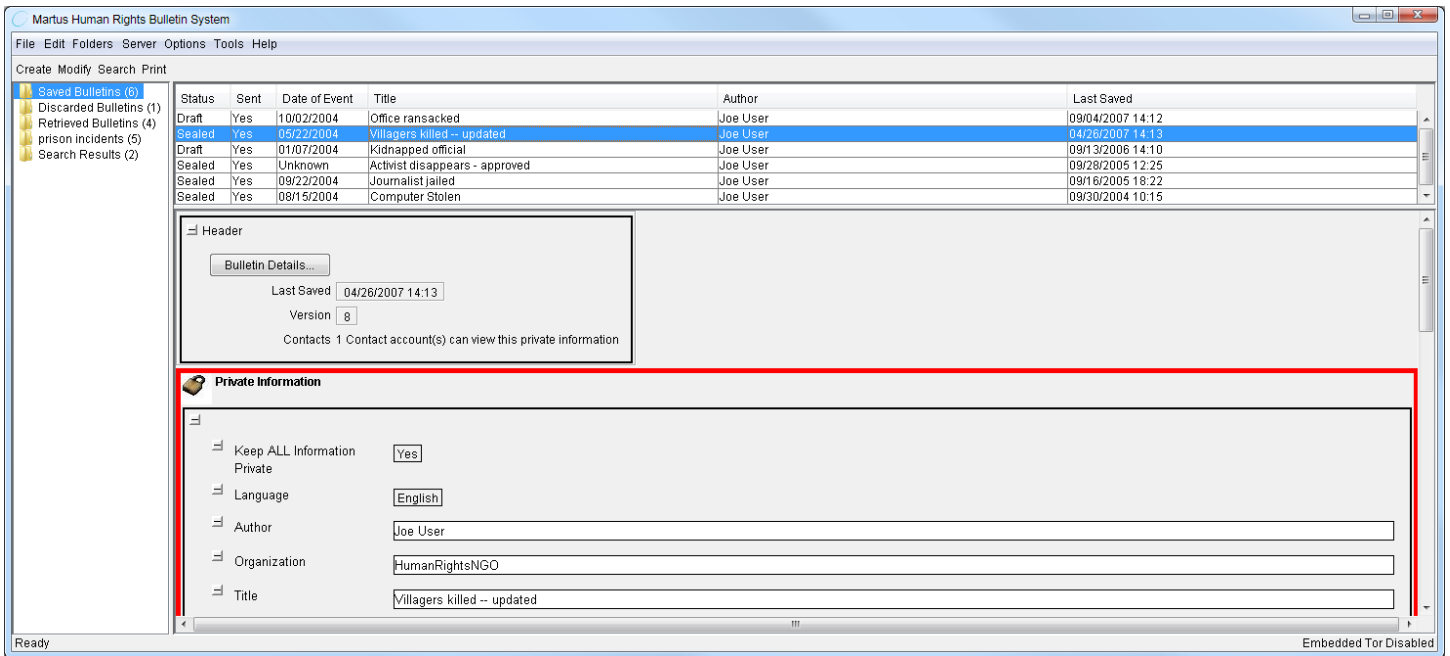 Martus Human Rights Bulletin System
File Edit Folders Server Options Tools Help
Create Modify Search Print
Saved Bulletins (6)
Discarded Bulletins (1)
Retrieved Bulletins (4)
prison incidents (5)
Search Results (2)
Status Sent Date of Event Title Author Last Saved
Draft Yes 10/02/2004 Office ransacked Joe User 09/04/2007 14:12
Sealed Yes 05/22/2004 Villagers killed -- updated Joe User 04/26/2007 14:13
Draft Yes 01/07/2004 Kidnapped official Joe User 09/13/2006 14:10
Sealed Yes Unknown Activist disappears - approved Joe User 09/28/2005 12:25
Sealed Yes 09/22/2004 Journalist jailed Joe User 09/16/2005 18:22
Sealed Yes 08/15/2004 Computer Stolen Joe User 09/30/2004 10:15
Header
Bulletin Details...
Last Saved 04/26/2007 14:13
Version 8
Contacts 1 Contact account(s) can view this private information
Private Information
Keep ALL Information
Private
Yes
Language English
Author Joe User
Organization HumanRightsNGO
Title Villagers killed -- updated
Ready Embedded Tor Disabled